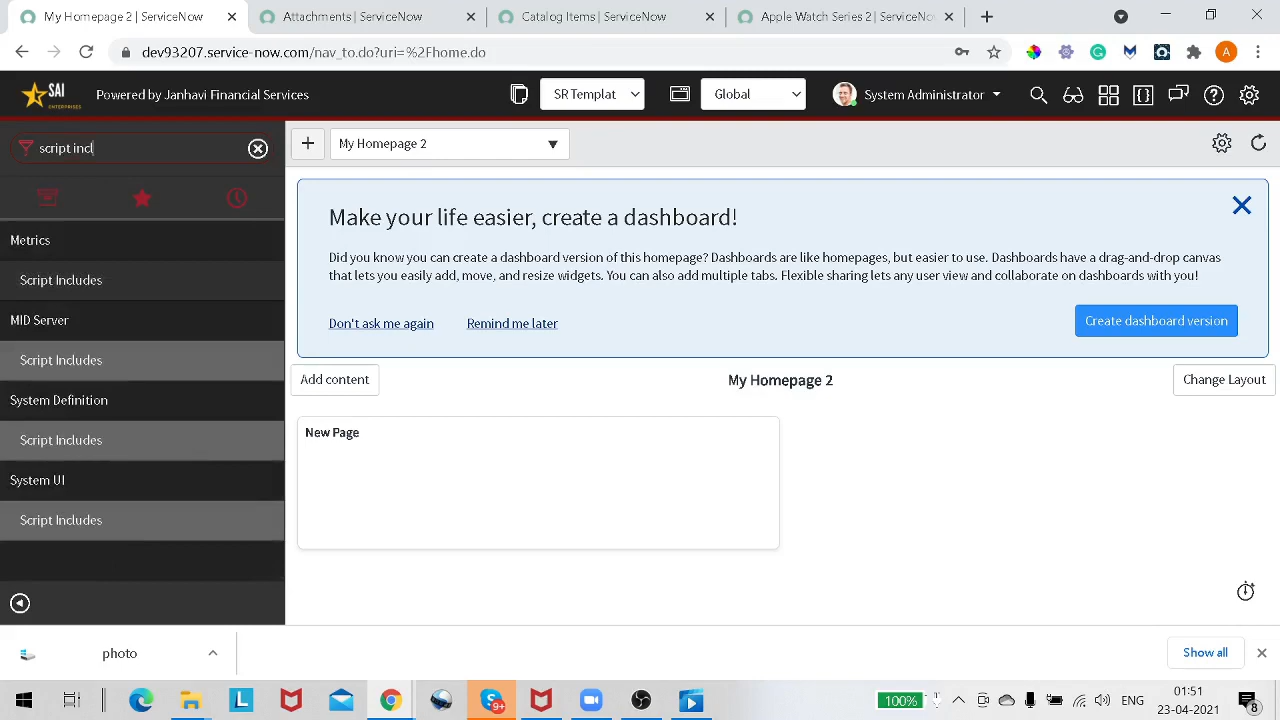 My Homepage 2 | ServiceNow
Attachments | ServiceNow
Catalog Items | ServiceNow
Apple Watch Series 2 | ServiceNo
dev93207.service-now.com/nav_to.do?uri=%2Fhome.do
A
SAI
ENTERPRISES
Powered by Janhavi Financial Services
SR Templat
Global
System Administrator
script incl
My Homepage 2
Metrics
Script Includes
MID Server
Script Includes
System Definition
Script Includes
System UI
Script Includes
Make your life easier, create a dashboard!
Did you know you can create a dashboard version of this homepage? Dashboards are like homepages, but easier to use. Dashboards have a drag-and-drop canvas
that lets you easily add, move, and resize widgets. You can also add multiple tabs. Flexible sharing lets any user view and collaborate on dashboards with you!
Don't ask me again
Remind me later
Create dashboard version
Add content
My Homepage 2
Change Layout
New Page
photo
Show all
L
9+
100%
ENG
01:51
23-04-2021
8